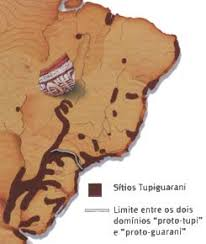 Sítios Tupiguarani
Limite entre os dois
domínios "proto-tupi"
e "proto-guarani"